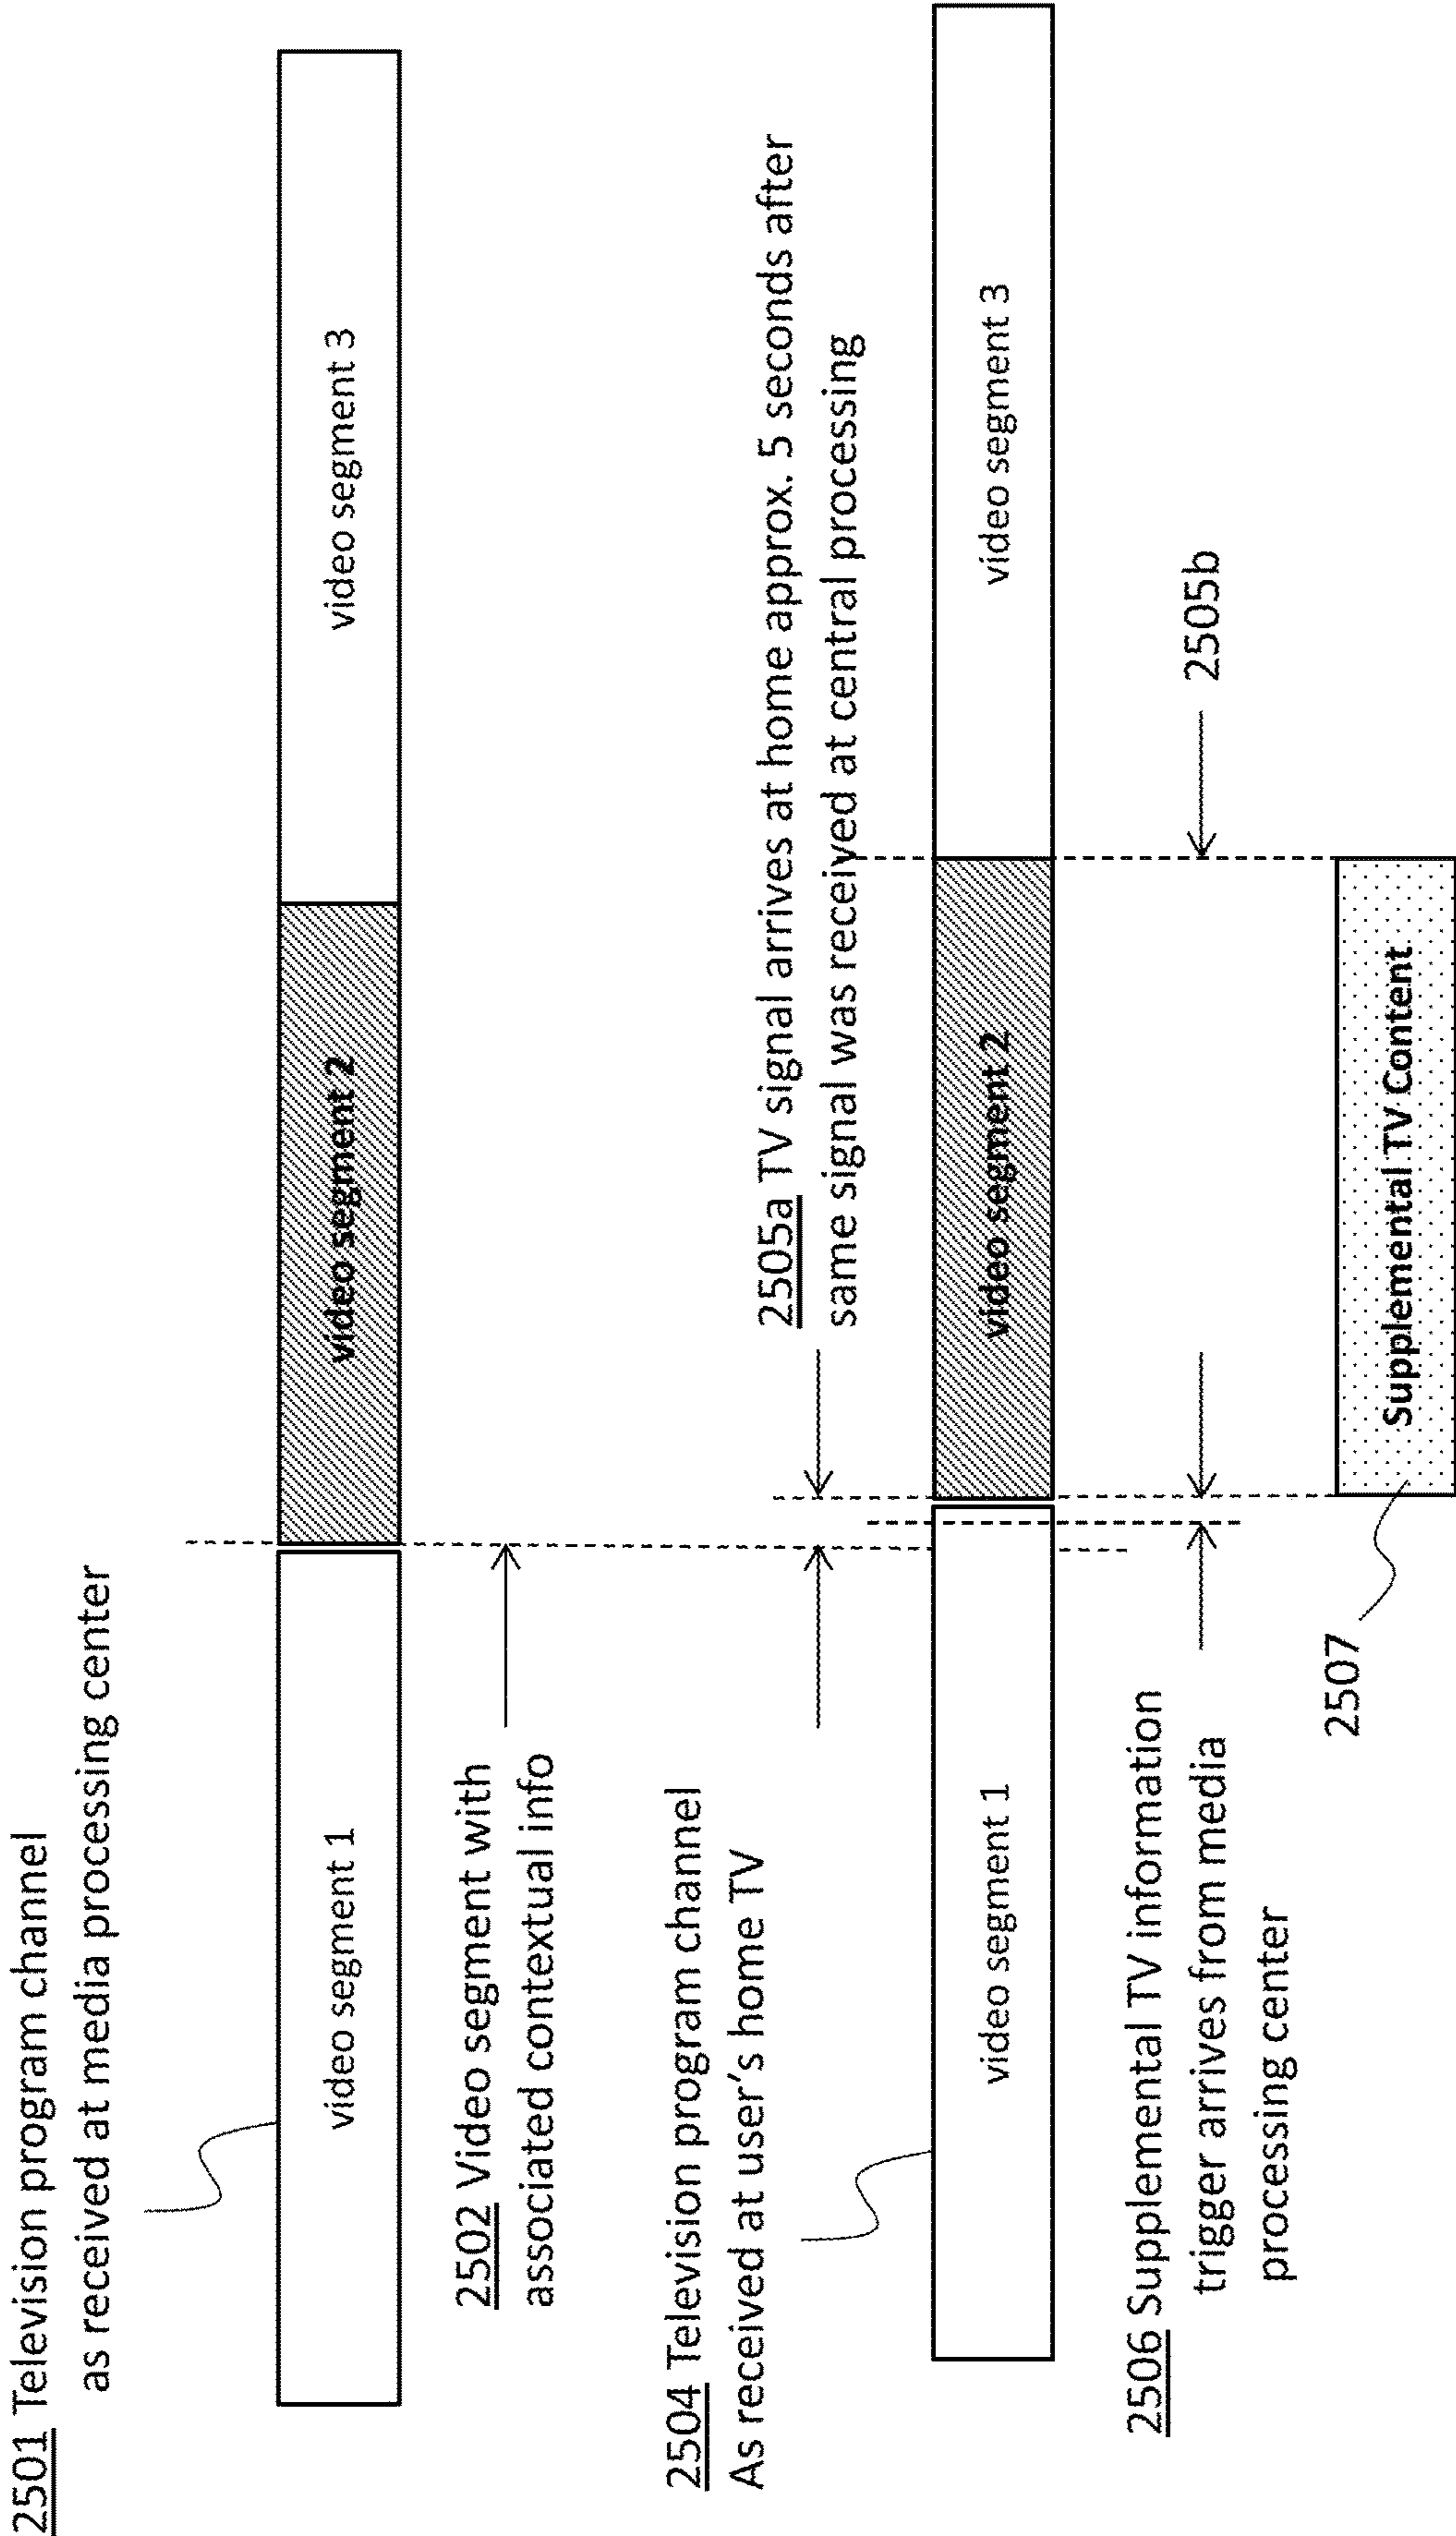 2501 Television program channel
as received at media processing center
video segment 1
video segment 2
video segment 3
2502 Video segment with
associated contextual info
2505a TV signal arrives at home approx. 5 seconds after
same signal was received at central processing
2504 Television program channel
As received at user's home TV
video segment 1
video segment 2
video segment 3
2506 Supplemental TV information
trigger arrives from media
processing center
2505b
2507
Supplemental TV Content